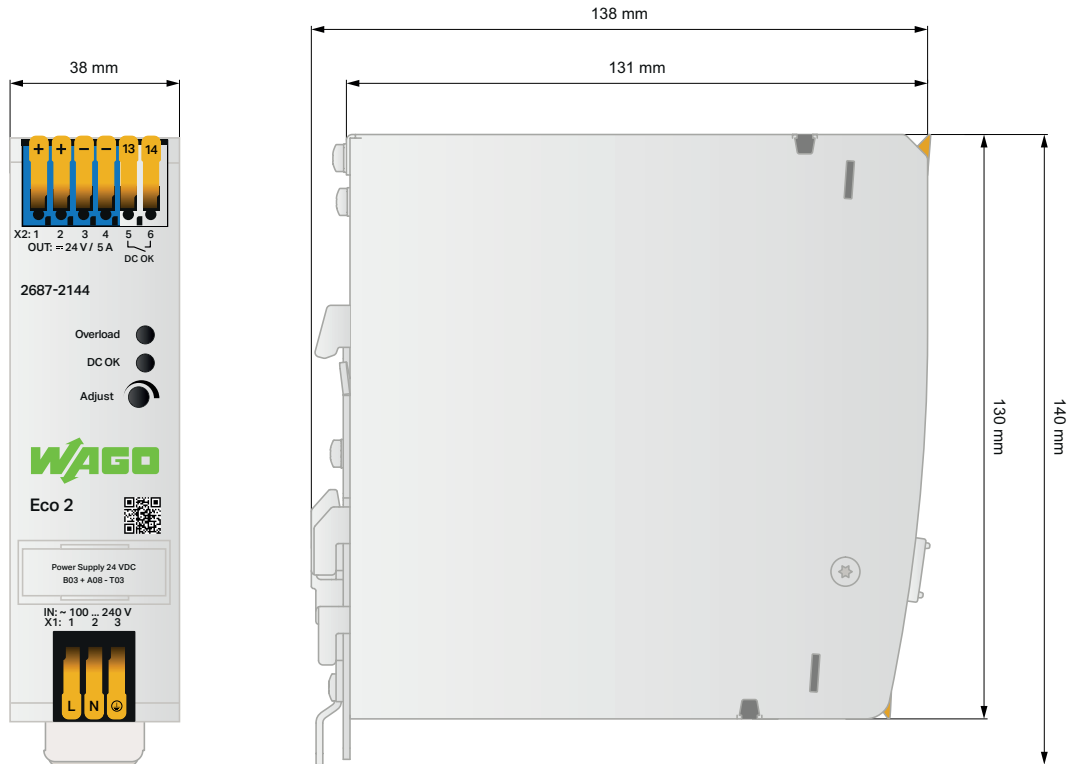 138 mm
38 mm
131 mm
+ + − − 13 14
X2: 1 2 3 4 5 6
OUT: ⎓ 24 V / 5 A
DC OK
2687-2144
Overload
DC OK
Adjust
130 mm
140 mm
WAGO
Eco 2
Power Supply 24 VDC
B03 + A08 - T03
IN: ~ 100 ... 240 V
X1: 1 2 3
L N